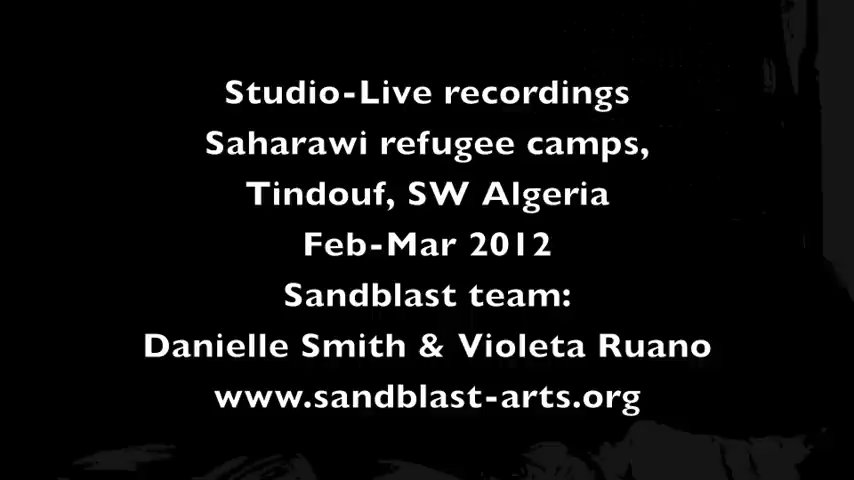 Studio-Live recordings
Saharawi refugee camps,
Tindouf, SW Algeria
Feb-Mar 2012
Sandblast team:
Danielle Smith & Violeta Ruano
www.sandblast-arts.org